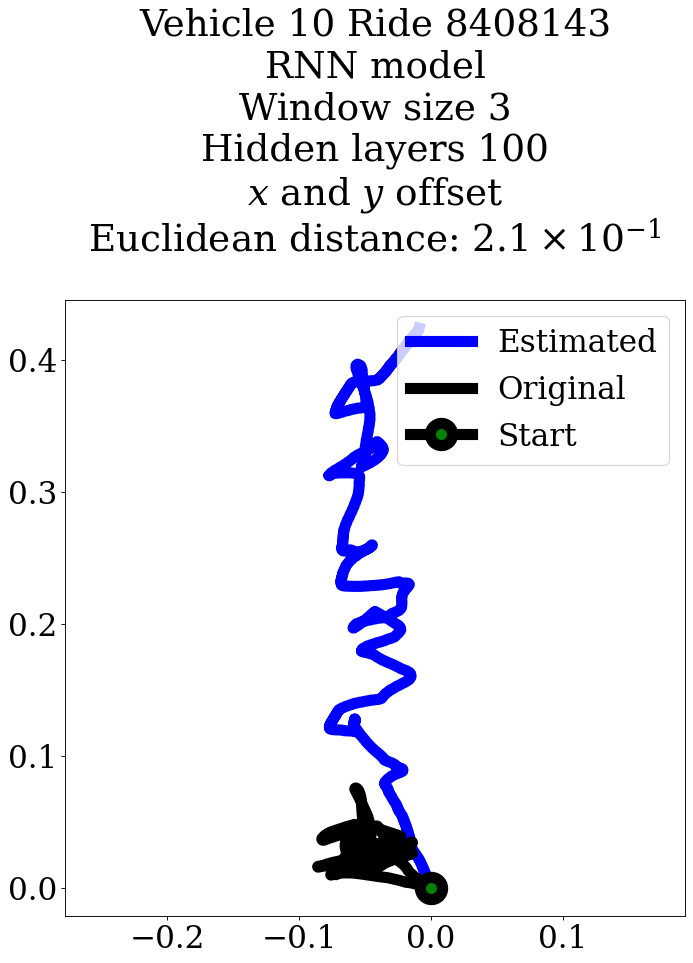 Vehicle 10 Ride 8408143
RNN model
Window size 3
Hidden layers 100
x and y offset
Euclidean distance: 2.1 × 10⁻¹
Estimated
Original
Start
0.4
0.3
0.2
0.1
0.0
−0.2 −0.1 0.0 0.1